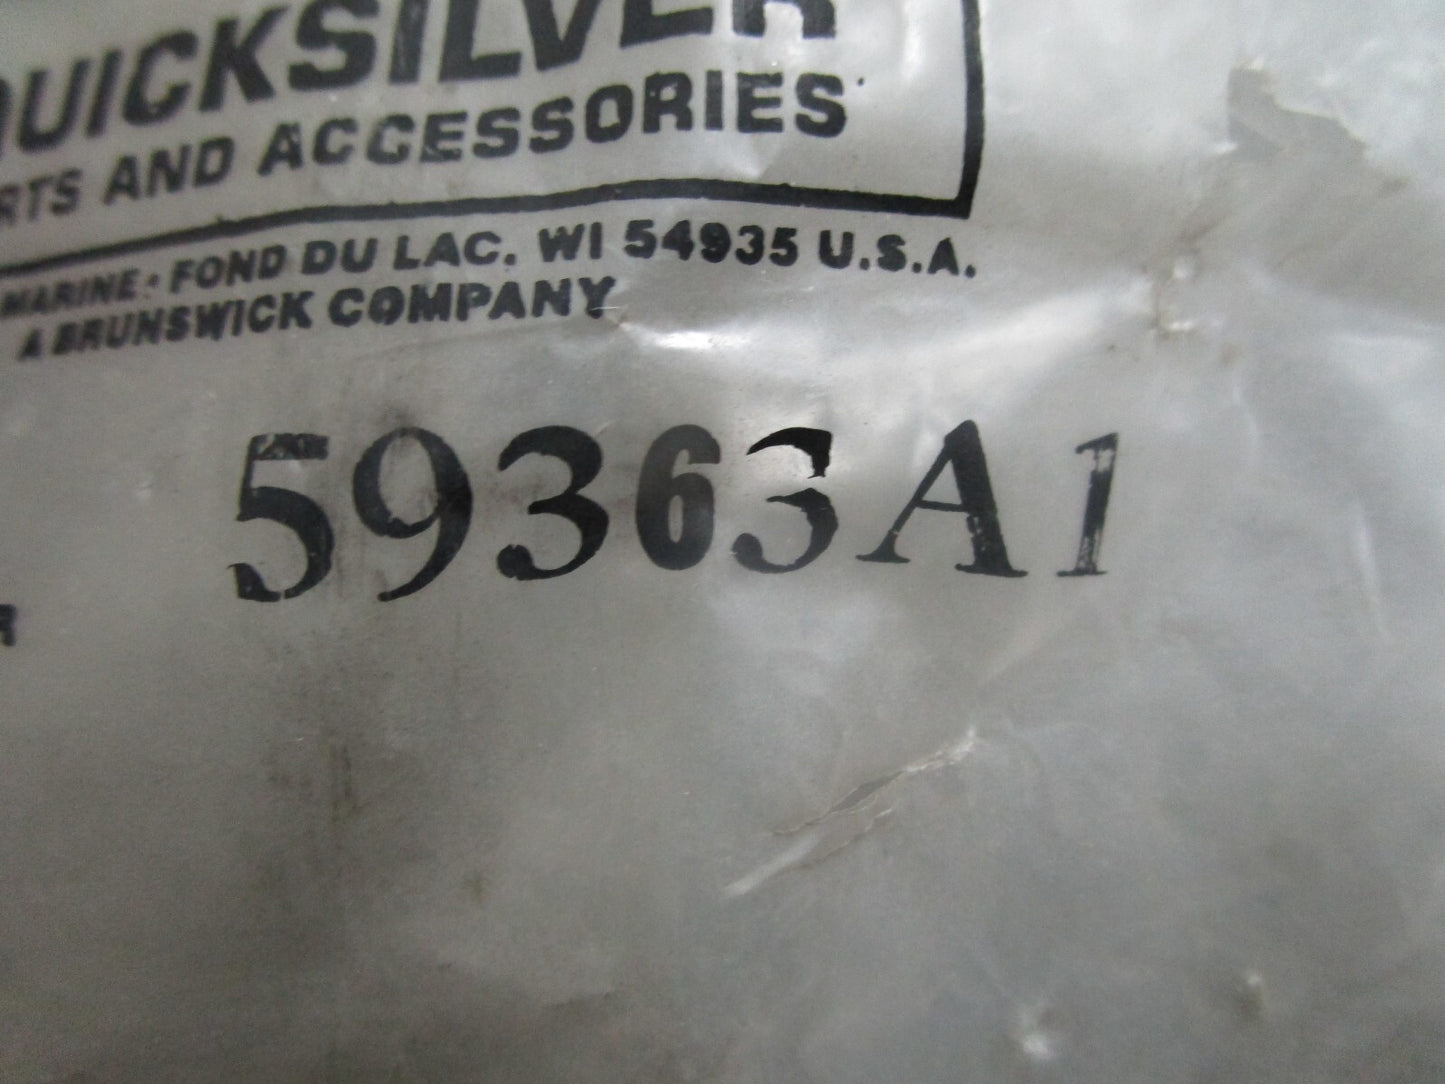 QUICKSILVER
RTS AND ACCESSORIES
MARINE • FOND DU LAC, WI 54935 U.S.A.
A BRUNSWICK COMPANY
59363A1
R